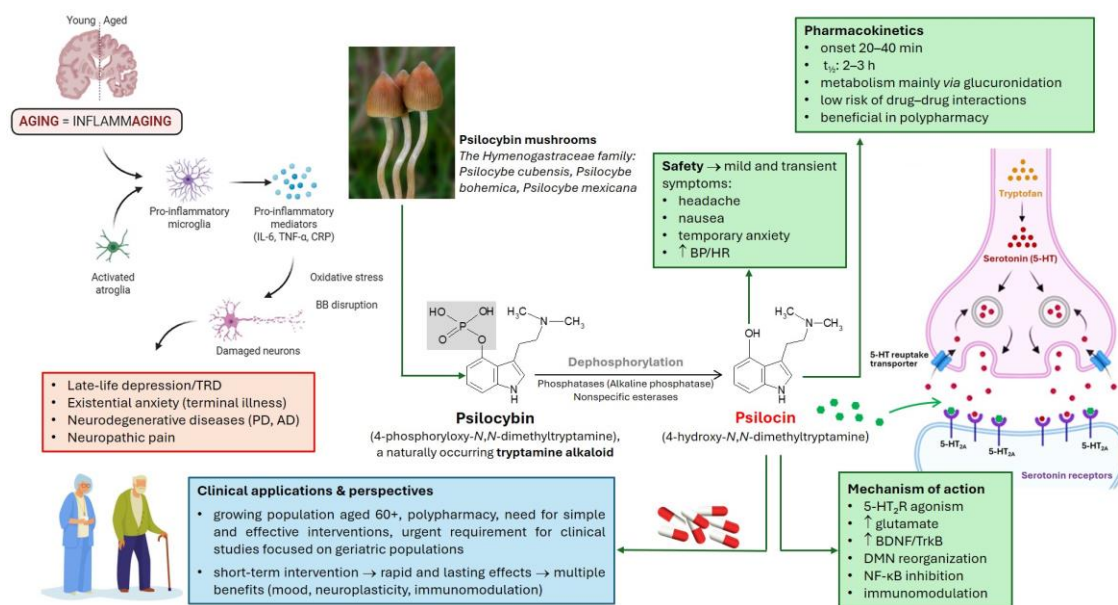 Young
Aged
AGING = INFLAMMAGING
Pro-inflammatory
microglia
Pro-inflammatory
mediators
(IL-6, TNF-α, CRP)
Activated
atroglia
Oxidative stress
BB disruption
Damaged neurons
• Late-life depression/TRD
• Existential anxiety (terminal illness)
• Neurodegenerative diseases (PD, AD)
• Neuropathic pain
Psilocybin mushrooms
The Hymenogastraceae family:
Psilocybe cubensis, Psilocybe
bohemica, Psilocybe mexicana
HO
OH
P
O
O
N
CH₃
CH₃
N
H
Psilocybin
(4-phosphoryloxy-N,N-dimethyltryptamine),
a naturally occurring tryptamine alkaloid
Dephosphorylation
Phosphatases (Alkaline phosphatase)
Nonspecific esterases
OH
N
CH₃
H₃C
N
H
Psilocin
(4-hydroxy-N,N-dimethyltryptamine)
Safety → mild and transient
symptoms:
• headache
• nausea
• temporary anxiety
• ↑ BP/HR
Pharmacokinetics
• onset 20–40 min
• t½: 2–3 h
• metabolism mainly via glucuronidation
• low risk of drug–drug interactions
• beneficial in polypharmacy
Tryptofan
Serotonin (5-HT)
5-HT reuptake
transporter
5-HT2A
5-HT2A
5-HT2A
Serotonin receptors
Clinical applications & perspectives
• growing population aged 60+, polypharmacy, need for simple
and effective interventions, urgent requirement for clinical
studies focused on geriatric populations
• short-term intervention → rapid and lasting effects → multiple
benefits (mood, neuroplasticity, immunomodulation)
Mechanism of action
• 5-HT₂R agonism
• ↑ glutamate
• ↑ BDNF/TrkB
• DMN reorganization
• NF-κB inhibition
• immunomodulation